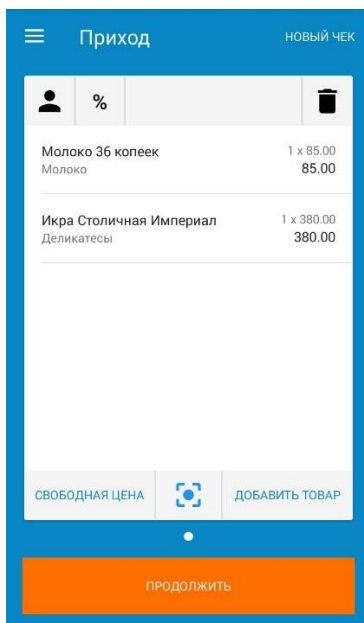 Приход НОВЫЙ ЧЕК
%
Молоко 36 копеек 1 x 85.00
Молоко 85.00
Икра Столичная Империал 1 x 380.00
Деликатесы 380.00
СВОБОДНАЯ ЦЕНА ДОБАВИТЬ ТОВАР
ПРОДОЛЖИТЬ